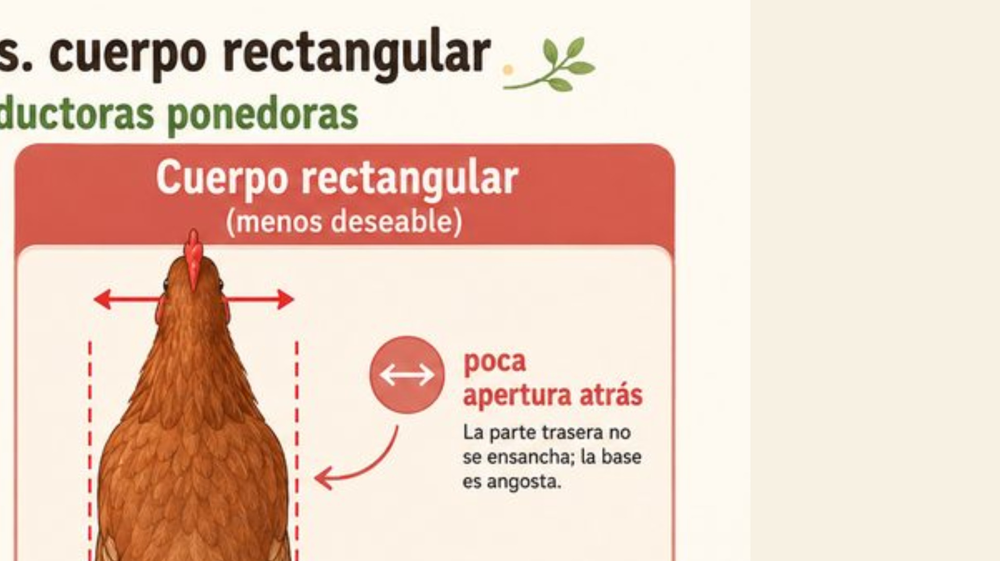 s. cuerpo rectangular
ductoras ponedoras
Cuerpo rectangular
(menos deseable)
poca
apertura atrás
La parte trasera no
se ensancha; la base
es angosta.